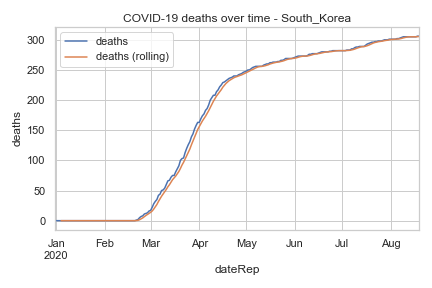 COVID-19 deaths over time - South_Korea
deaths
deaths (rolling)
300
250
200
150
100
50
0
deaths
Jan Feb Mar Apr May Jun Jul Aug
2020
dateRep